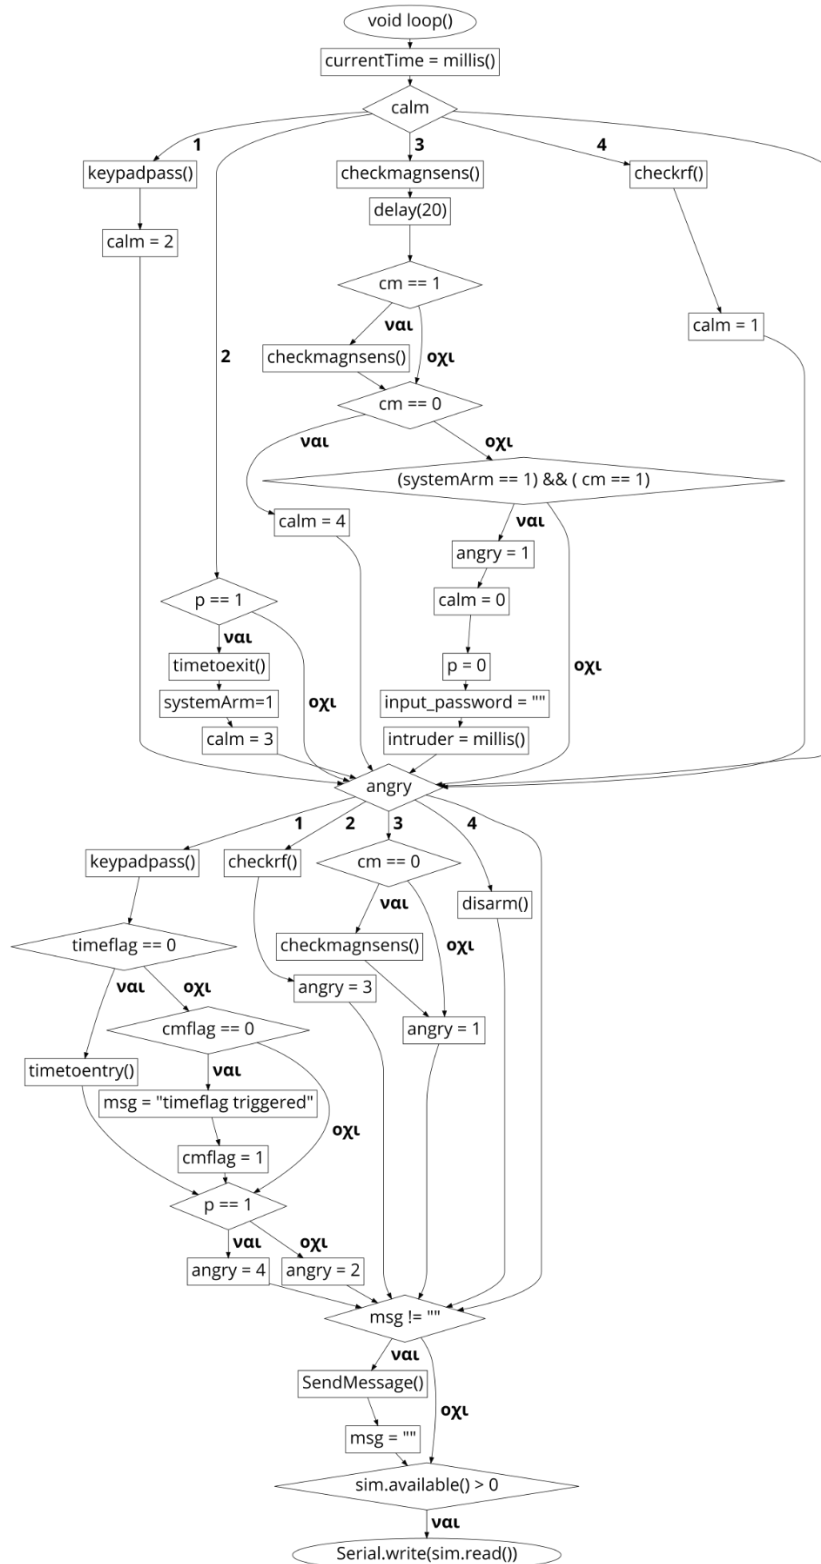 void loop()
currentTime = millis()
calm
1
3
4
keypadpass()
checkmagnsens()
checkrf()
delay(20)
calm = 2
cm == 1
ναι
calm = 1
2
checkmagnsens()
οχι
cm == 0
ναι
οχι
(systemArm == 1) && ( cm == 1)
calm = 4
ναι
angry = 1
p == 1
calm = 0
ναι
timetoexit()
p = 0
οχι
systemArm=1
οχι
input_password = ""
calm = 3
intruder = millis()
angry
1
2
3
4
keypadpass()
checkrf()
cm == 0
ναι
disarm()
timeflag == 0
checkmagnsens()
οχι
ναι
οχι
angry = 3
cmflag == 0
angry = 1
timetoentry()
ναι
msg = "timeflag triggered"
οχι
cmflag = 1
p == 1
ναι
οχι
angry = 4
angry = 2
msg != ""
ναι
SendMessage()
οχι
msg = ""
sim.available() > 0
ναι
Serial.write(sim.read())